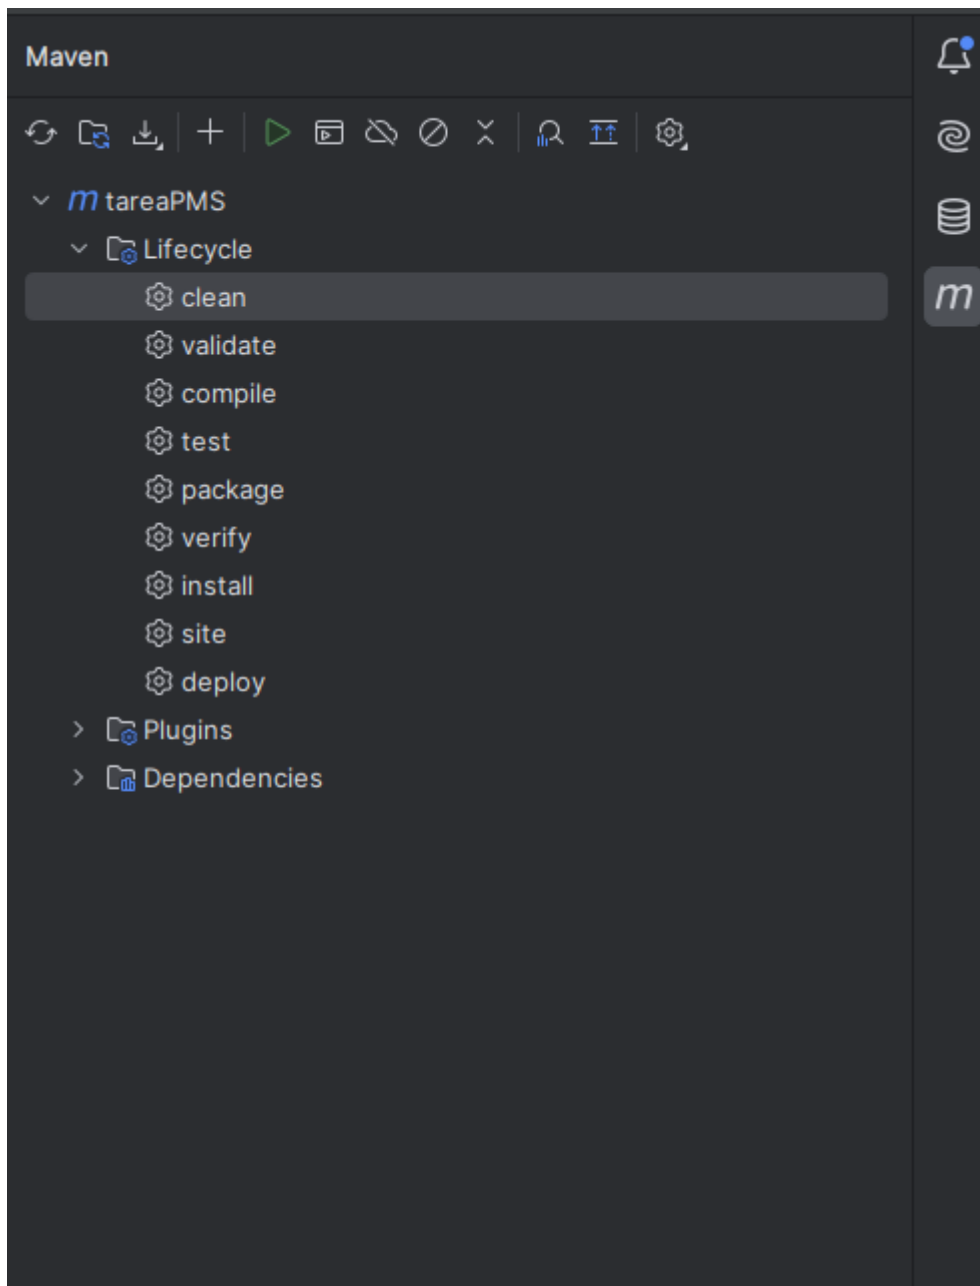 Maven
m tareaPMS
Lifecycle
clean
validate
compile
test
package
verify
install
site
deploy
Plugins
Dependencies
m